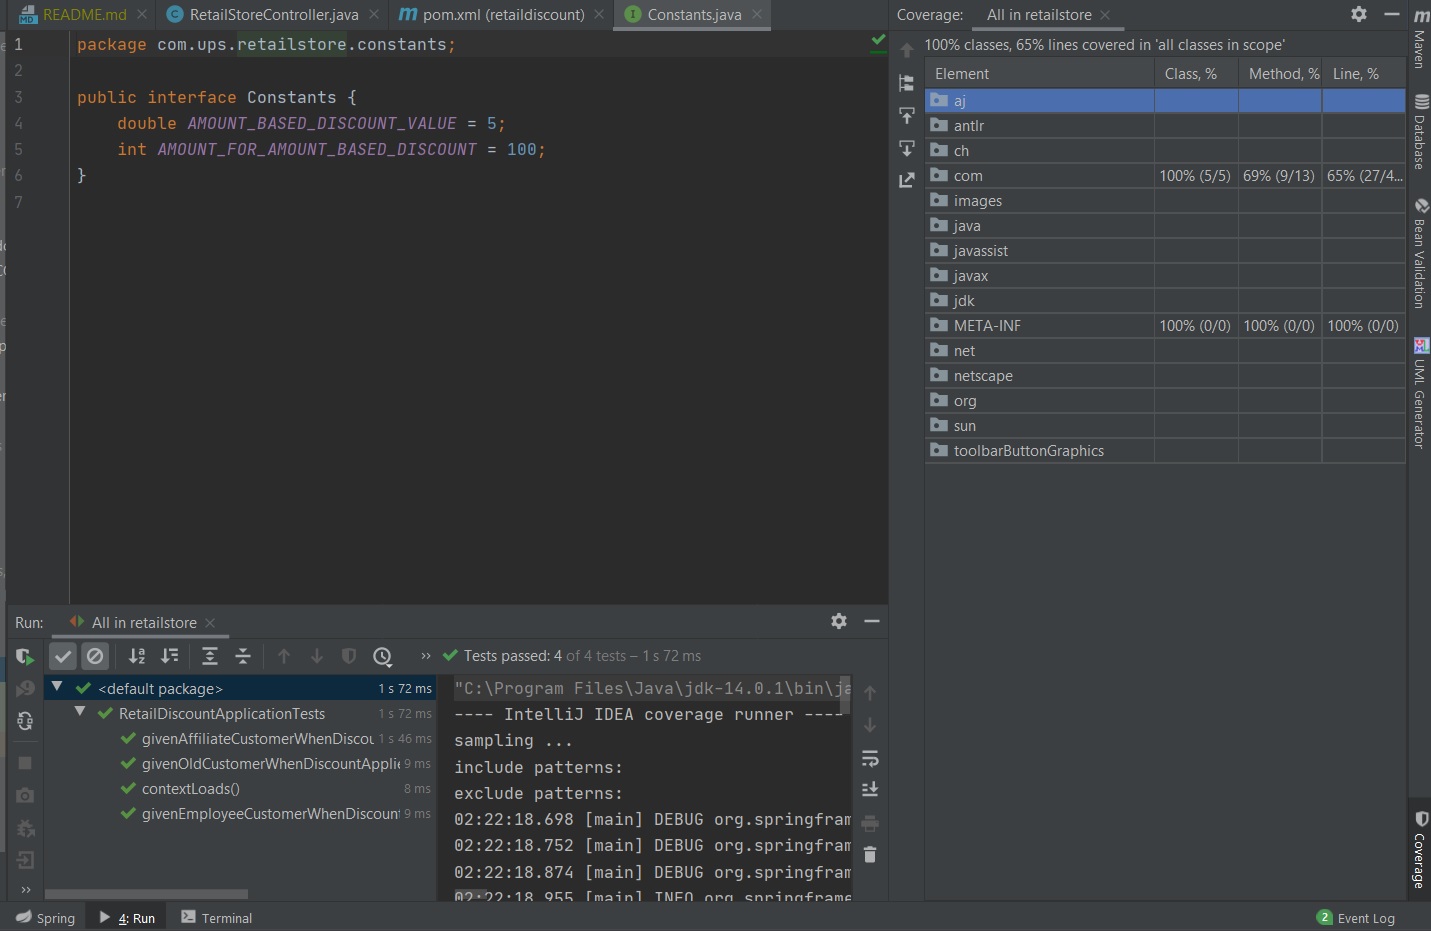 README.md RetailStoreController.java pom.xml (retaildiscount) Constants.java
1 package com.ups.retailstore.constants;
2
3 public interface Constants {
4 double AMOUNT_BASED_DISCOUNT_VALUE = 5;
5 int AMOUNT_FOR_AMOUNT_BASED_DISCOUNT = 100;
6 }
7
Coverage: All in retailstore
100% classes, 65% lines covered in 'all classes in scope'
Element Class, % Method, % Line, %
aj
antlr
ch
com 100% (5/5) 69% (9/13) 65% (27/4...
images
java
javassist
javax
jdk
META-INF 100% (0/0) 100% (0/0) 100% (0/0)
net
netscape
org
sun
toolbarButtonGraphics
Maven
Database
Bean Validation
UML Generator
Coverage
Run: All in retailstore
Tests passed: 4 of 4 tests – 1 s 72 ms
<default package> 1 s 72 ms
RetailDiscountApplicationTests 1 s 72 ms
givenAffiliateCustomerWhenDiscou 1 s 46 ms
givenOldCustomerWhenDiscountApplie 9 ms
contextLoads() 8 ms
givenEmployeeCustomerWhenDiscount 9 ms
"C:\Program Files\Java\jdk-14.0.1\bin\ja
---- IntelliJ IDEA coverage runner ----
sampling ...
include patterns:
exclude patterns:
02:22:18.698 [main] DEBUG org.springfram
02:22:18.752 [main] DEBUG org.springfram
02:22:18.874 [main] DEBUG org.springfram
02:22:18.955 [main] INFO org.springframe
Spring 4: Run Terminal 2 Event Log